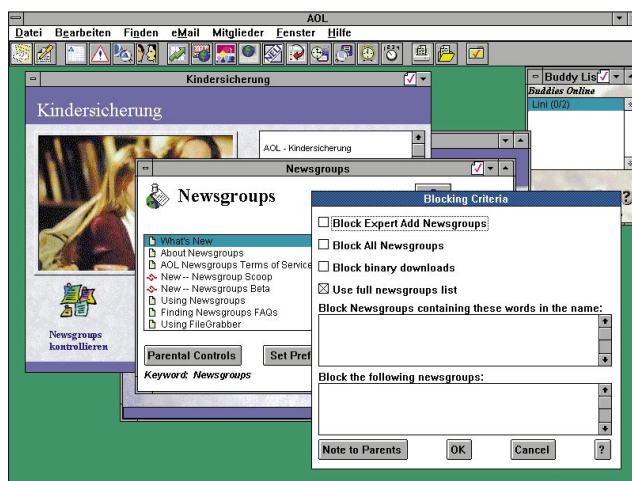 AOL
Datei Bearbeiten Finden eMail Mitglieder Fenster Hilfe
Kindersicherung
Kindersicherung
AOL - Kindersicherung
Newsgroups
kontrollieren
Buddy Lis
Buddies Online
Lini (0/2)
Newsgroups
Newsgroups
What's New
About Newsgroups
AOL Newsgroups Terms of Service
New -- Newsgroup Scoop
New -- Newsgroups Beta
Using Newsgroups
Finding Newsgroups FAQs
Using FileGrabber
Parental Controls
Set Pref
Keyword: Newsgroups
Blocking Criteria
Block Expert Add Newsgroups
Block All Newsgroups
Block binary downloads
Use full newsgroups list
Block Newsgroups containing these words in the name:
Block the following newsgroups:
Note to Parents OK Cancel ?